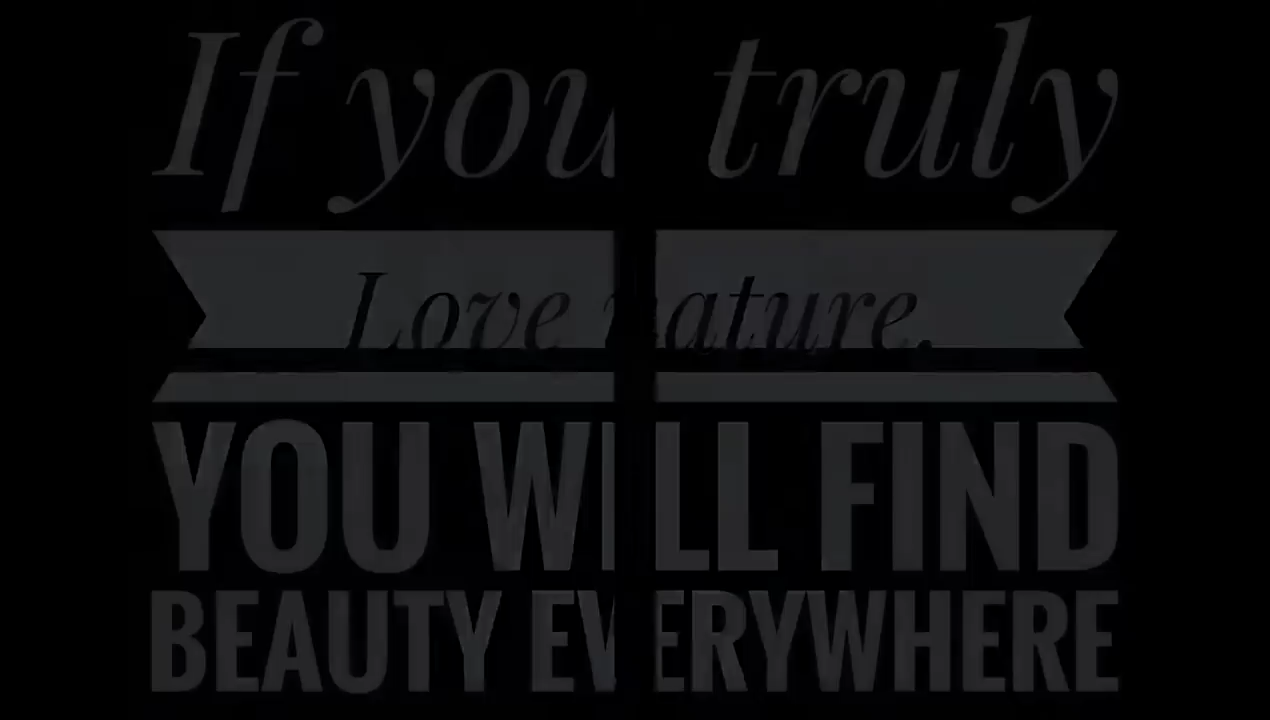 If you truly
Love nature.
YOU WILL FIND
BEAUTY EVERYWHERE